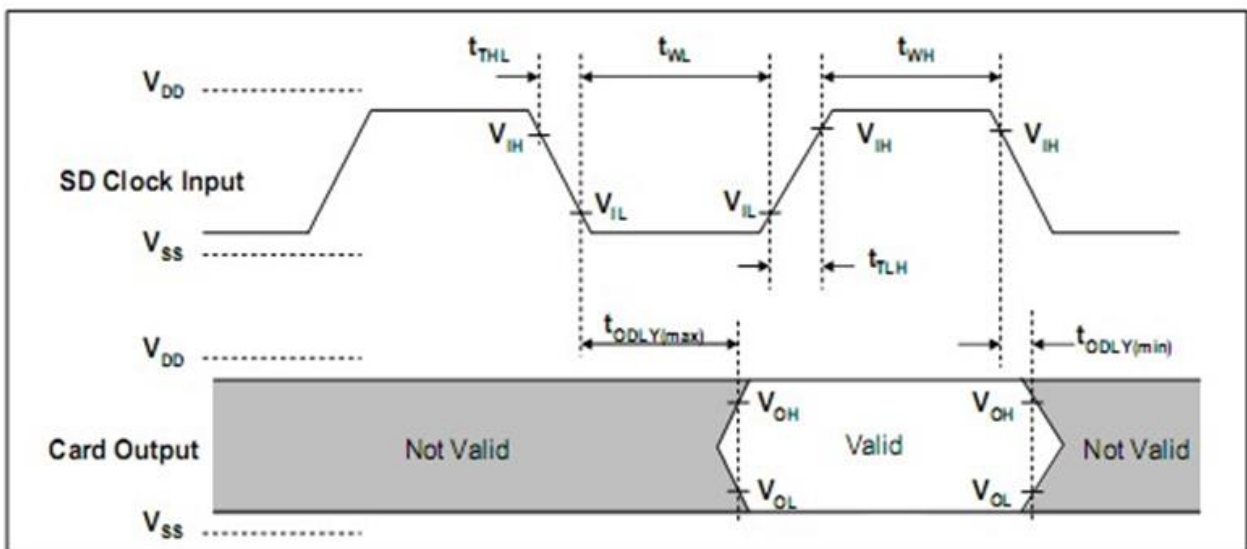 tTHL
tWL
tWH
VDD
VIH
VIH
VIH
SD Clock Input
VIL
VIL
VSS
tTLH
tODLY(max)
tODLY(min)
VDD
VOH
VOH
Card Output
Not Valid
Valid
Not Valid
VOL
VOL
VSS